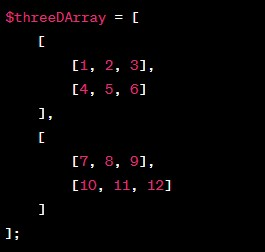 $threeDArray = [
    [
        [1, 2, 3],
        [4, 5, 6]
    ],
    [
        [7, 8, 9],
        [10, 11, 12]
    ]
];